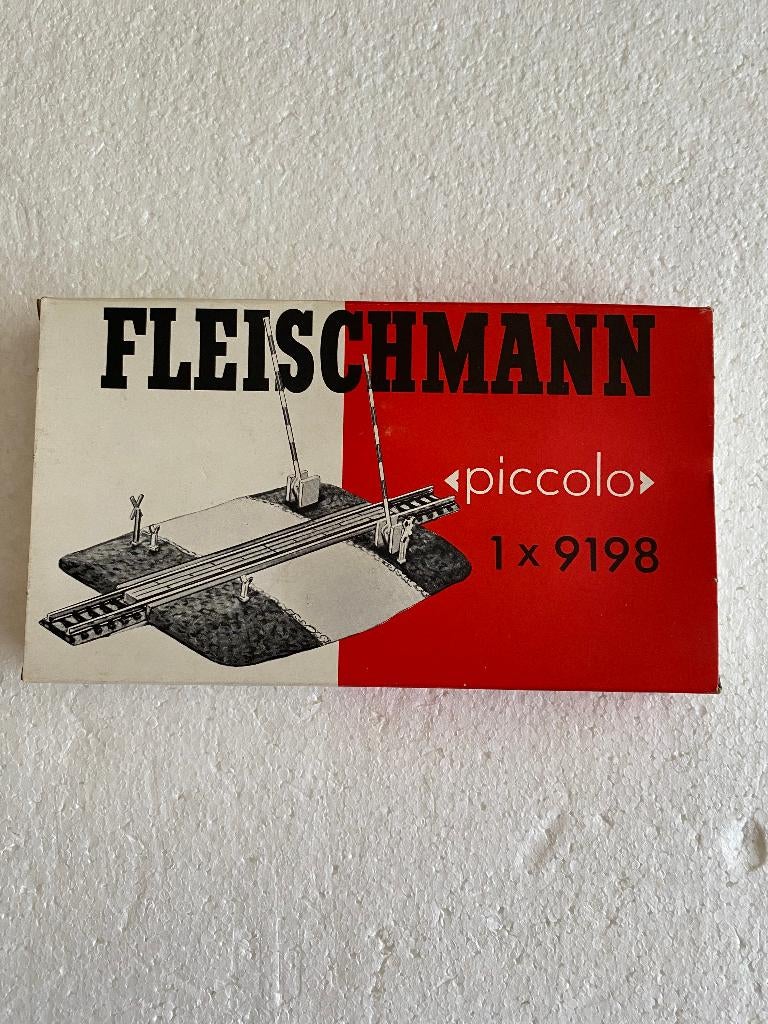 FLEISCHMANN
‹piccolo›
1 x 9198